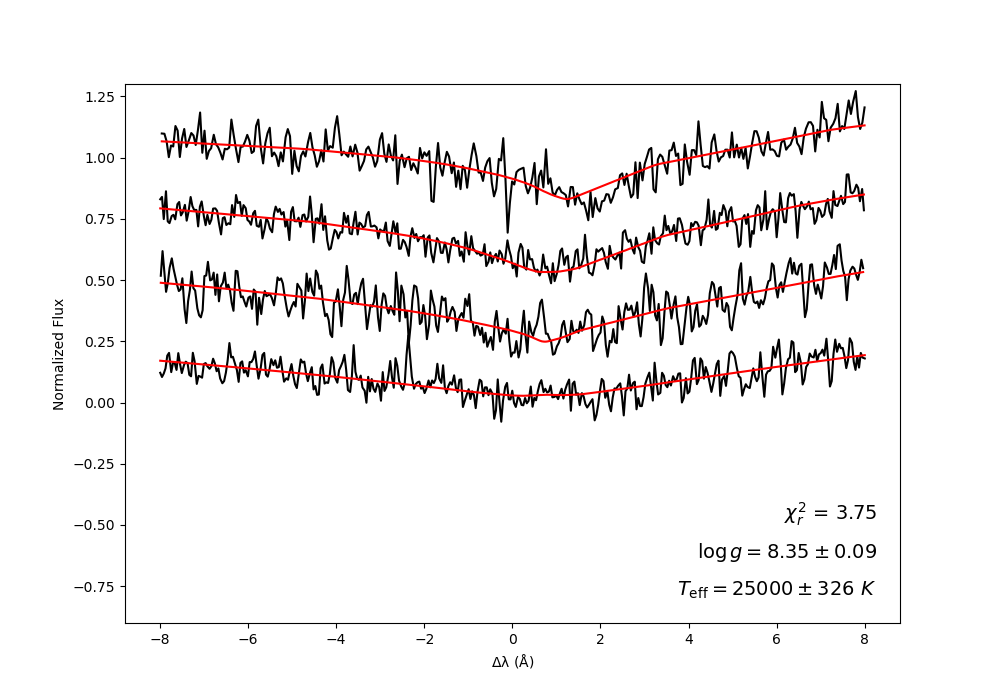 Normalized Flux
1.25
1.00
0.75
0.50
0.25
0.00
−0.25
−0.50
−0.75
χ²ᵣ = 3.75
log g = 8.35 ± 0.09
T_eff = 25000 ± 326 K
−8 −6 −4 −2 0 2 4 6 8
Δλ (Å)